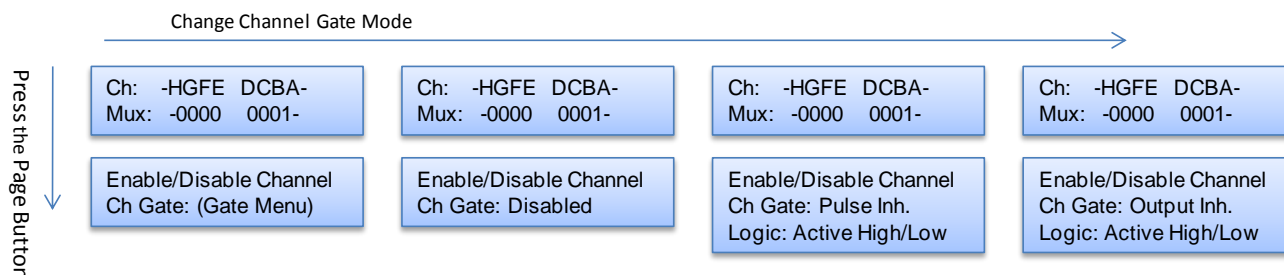 Change Channel Gate Mode
Press the Page Button
Ch: -HGFE DCBA-
Mux: -0000 0001-
Ch: -HGFE DCBA-
Mux: -0000 0001-
Ch: -HGFE DCBA-
Mux: -0000 0001-
Ch: -HGFE DCBA-
Mux: -0000 0001-
Enable/Disable Channel
Ch Gate: (Gate Menu)
Enable/Disable Channel
Ch Gate: Disabled
Enable/Disable Channel
Ch Gate: Pulse Inh.
Logic: Active High/Low
Enable/Disable Channel
Ch Gate: Output Inh.
Logic: Active High/Low